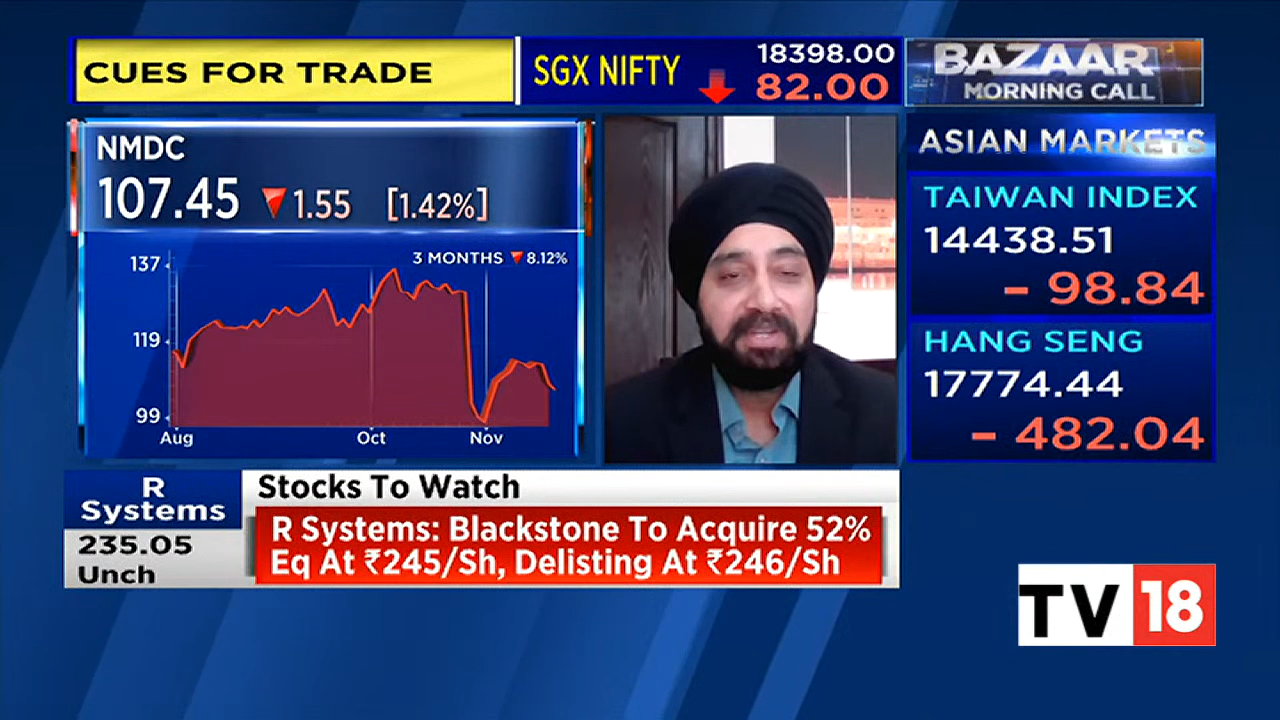 CUES FOR TRADE
SGX NIFTY
18398.00
82.00
BAZAAR
MORNING CALL
NMDC
107.45 1.55 [1.42%]
3 MONTHS 8.12%
137
119
99
Aug Oct Nov
ASIAN MARKETS
TAIWAN INDEX
14438.51
- 98.84
HANG SENG
17774.44
- 482.04
R
Systems
235.05
Unch
Stocks To Watch
R Systems: Blackstone To Acquire 52%
Eq At ₹245/Sh, Delisting At ₹246/Sh
TV 18